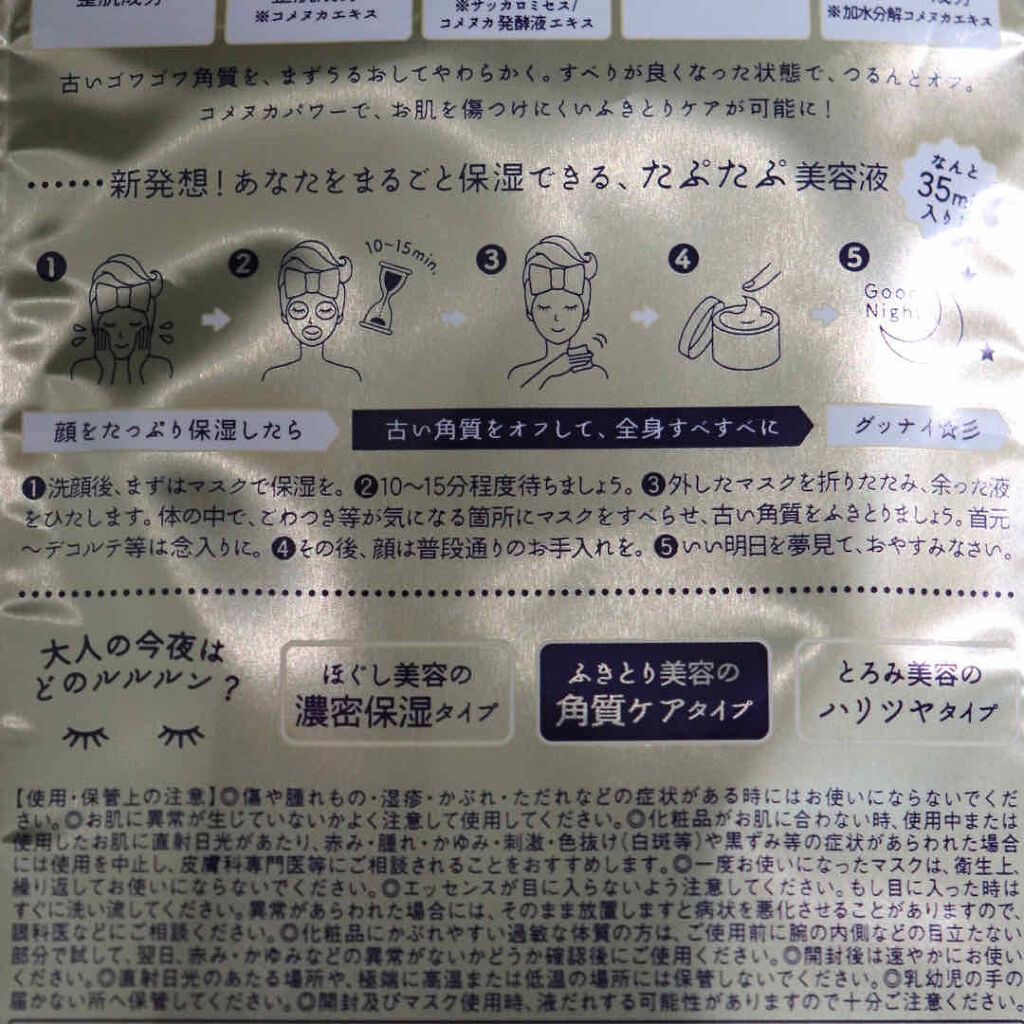 整肌成分
※コメヌカエキス
※サッカロミセス/
コメヌカ発酵液エキス
※加水分解コメヌカエキス
古いゴワゴワ角質を、まずうるおしてやわらかく。すべりが良くなった状態で、つるんとオフ。
コメヌカパワーで、お肌を傷つけにくいふきとりケアが可能に!
新発想!あなたをまるごと保湿できる、たぷたぷ美容液
なんと
35m
入り
❶
❷
10~15min.
❸
❹
❺
Good
Night
顔をたっぷり保湿したら
古い角質をオフして、全身すべすべに
グッナイ☆彡
❶洗顔後、まずはマスクで保湿を。❷10〜15分程度待ちましょう。❸外したマスクを折りたたみ、余った液
をひたします。体の中で、ごわつき等が気になる箇所にマスクをすべらせ、古い角質をふきとりましょう。首元
〜デコルテ等は念入りに。❹その後、顔は普段通りのお手入れを。❺いい明日を夢見て、おやすみなさい。
大人の今夜は
どのルルルン?
ほぐし美容の
濃密保湿タイプ
ふきとり美容の
角質ケアタイプ
とろみ美容の
ハリツヤタイプ
【使用・保管上の注意】◎傷や腫れもの・湿疹・かぶれ・ただれなどの症状がある時にはお使いにならないでくだ
さい。◎お肌に異常が生じていないかよく注意して使用してください。◎化粧品がお肌に合わない時、使用中または
使用したお肌に直射日光があたり、赤み・腫れ・かゆみ・刺激・色抜け(白斑等)や黒ずみ等の症状があらわれた場合
には使用を中止し、皮膚科専門医等にご相談されることをおすすめします。◎一度お使いになったマスクは、衛生上、
繰り返してお使いにならないでください。◎エッセンスが目に入らないよう注意してください。もし目に入った時は
すぐに洗い流してください。異常があらわれた場合には、そのまま放置しますと病状を悪化させることがありますので、
眼科医などにご相談ください。◎化粧品にかぶれやすい過敏な体質の方は、ご使用前に腕の内側などの目立たない
部分で試して、翌日、赤み・かゆみなどの異常がないかどうか確認後にご使用ください。◎開封後は速やかにお使い
ください。◎直射日光のあたる場所や、極端に高温または低温の場所には保管しないでください。◎乳幼児の手の
届かない所へ保管してください。◎開封及びマスク使用時、液だれする可能性がありますので十分ご注意ください。